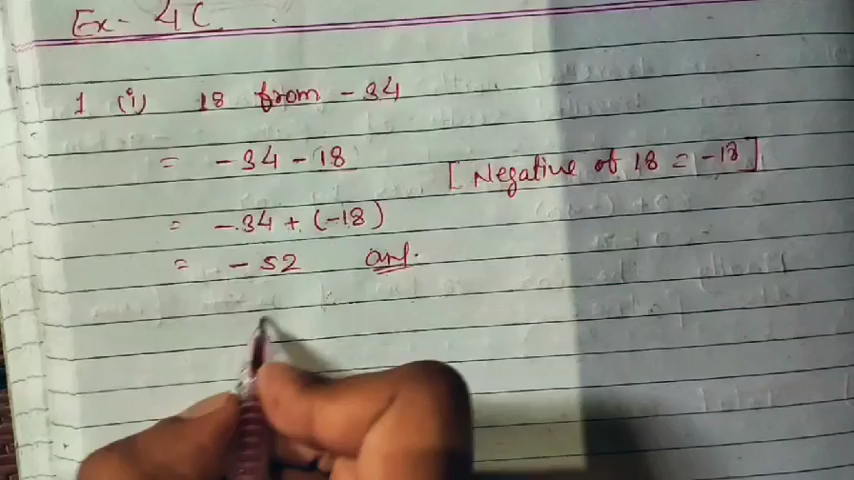 Ex- 4C
1 (i) 18 from -34
= -34 - 18
[Negative of 18 = -18]
= -34 + (-18)
= -52 ans.